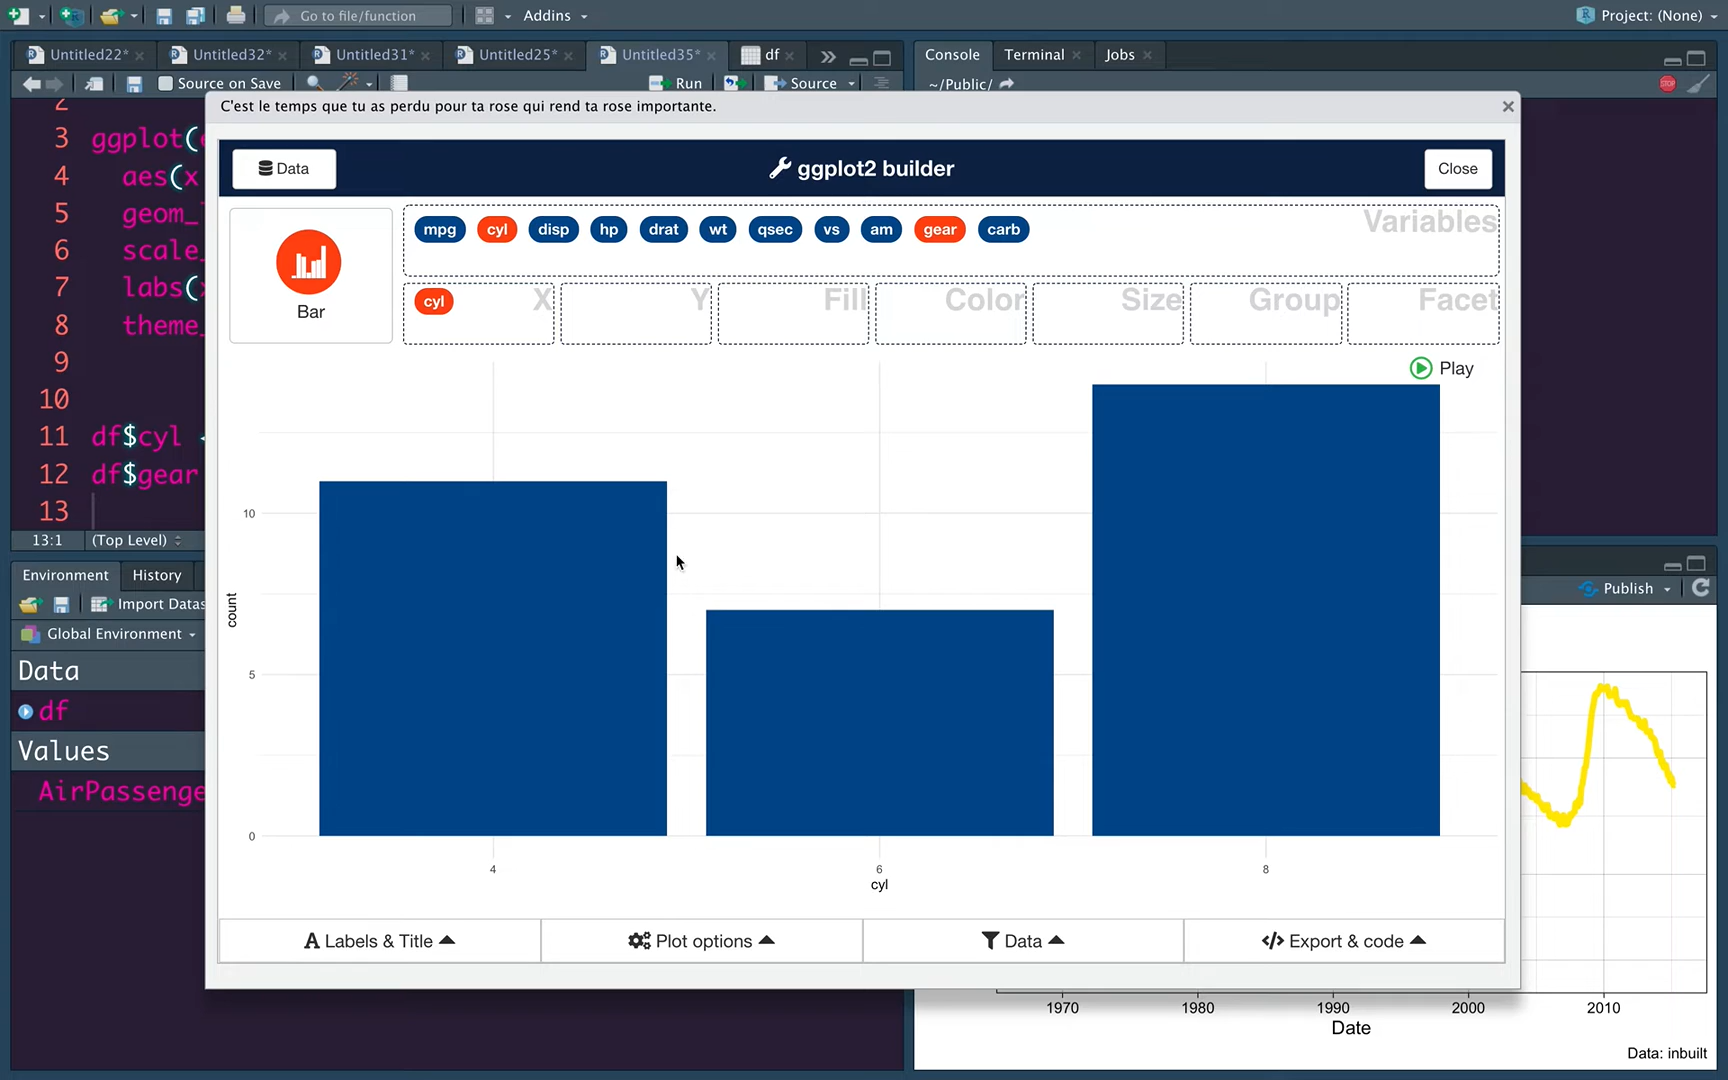 Go to file/function
Addins
Project: (None)
Untitled22*
Untitled32*
Untitled31*
Untitled25*
Untitled35*
df
Console
Terminal
Jobs
Source on Save
Run
Source
~/Public/
C'est le temps que tu as perdu pour ta rose qui rend ta rose importante.
2
3 ggplot(
4 aes(x
5 geom_
6 scale_
7 labs(
8 theme_
9
10
11 df$cyl
12 df$gear
13
13:1 (Top Level)
Data
ggplot2 builder
Close
Bar
mpg cyl disp hp drat wt qsec vs am gear carb
Variables
cyl X Y Fill Color Size Group Facet
Play
10
5
0
count
4 6 8
cyl
Labels & Title
Plot options
Data
Export & code
Environment
History
Import Datas
Global Environment
Data
df
Values
AirPassenge
Publish
1970 1980 1990 2000 2010
Date
Data: inbuilt